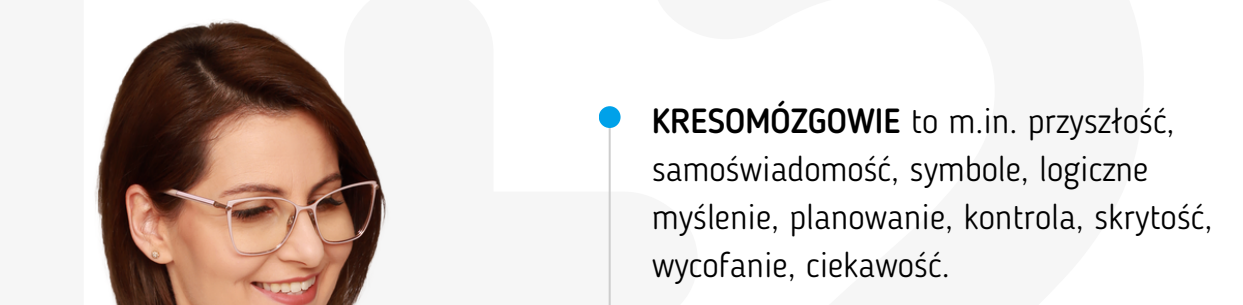 KRESOMÓZGOWIE to m.in. przyszłość,
samoświadomość, symbole, logiczne
myślenie, planowanie, kontrola, skrytość,
wycofanie, ciekawość.